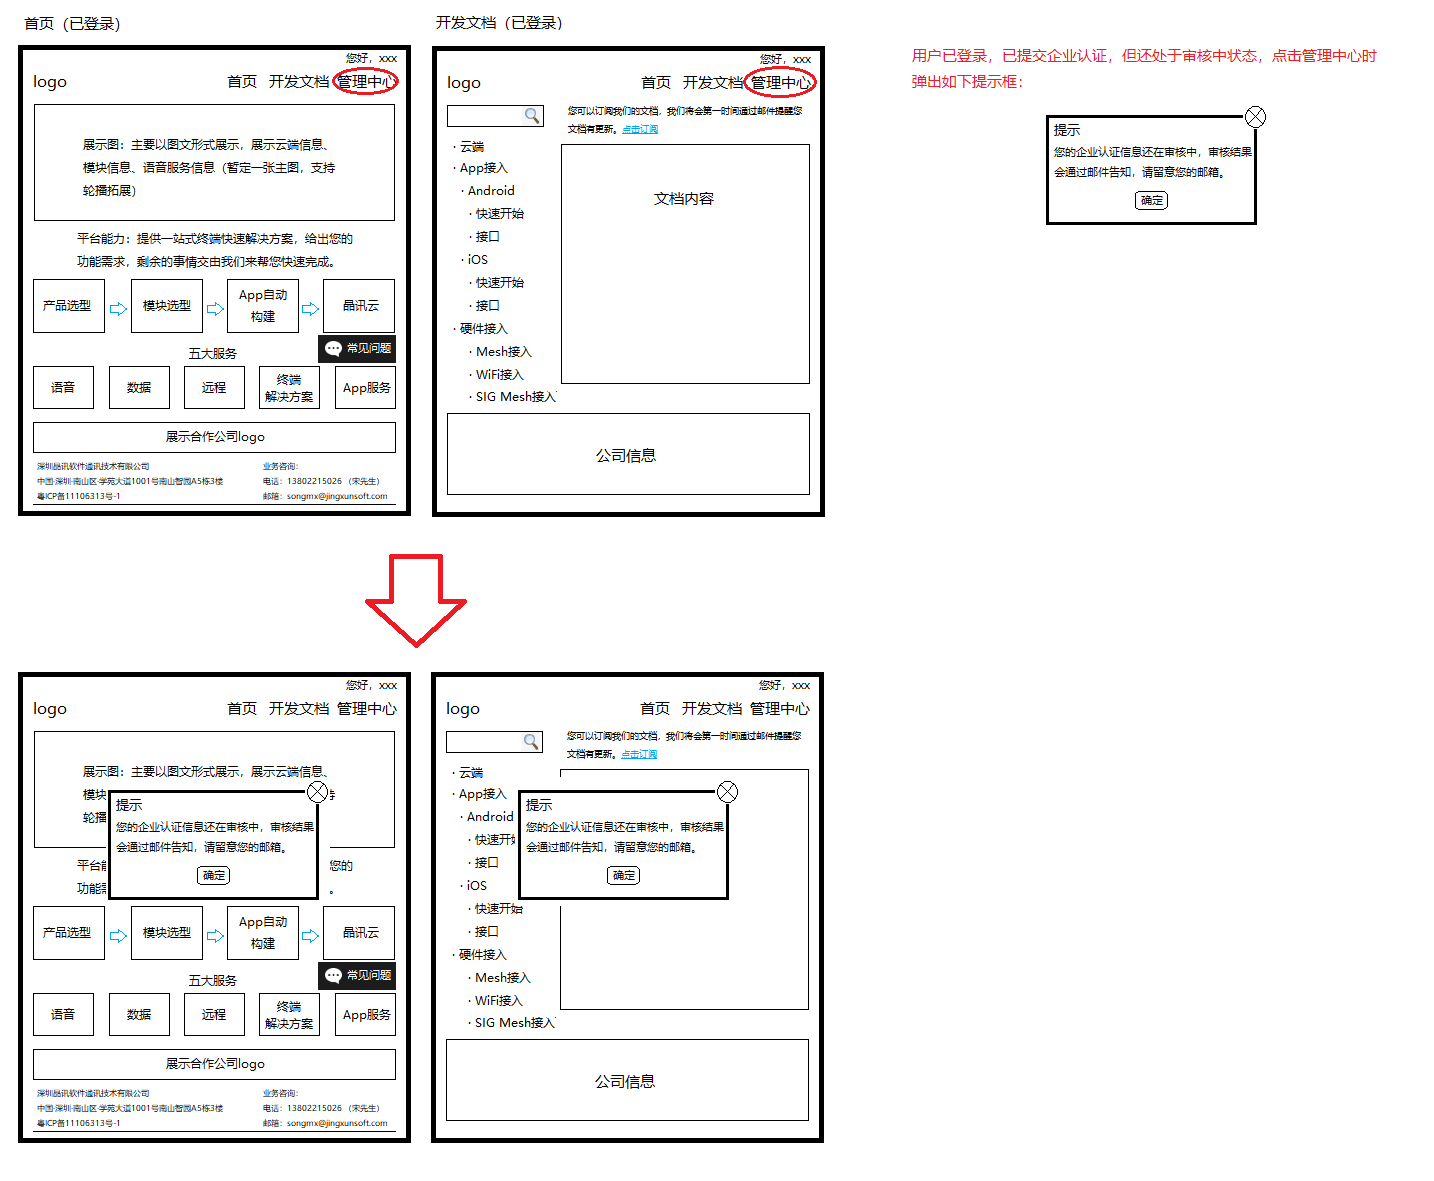 首页（已登录）
您好，xxx
logo
首页 开发文档 管理中心
展示图：主要以图文形式展示，展示云端信息、
模块信息、语音服务信息（暂定一张主图，支持
轮播拓展）
平台能力：提供一站式终端快速解决方案，给出您的
功能需求，剩余的事情交由我们来帮您快速完成。
产品选型
模块选型
App自动
构建
晶讯云
五大服务
常见问题
语音
数据
远程
终端
解决方案
App服务
展示合作公司logo
深圳晶讯软件通讯技术有限公司
中国·深圳·南山区·学苑大道1001号南山智园A5栋3楼
粤ICP备11106313号-1
业务咨询：
电话：13802215026 （宋先生）
邮箱：songmx@jingxunsoft.com
开发文档（已登录）
您好，xxx
logo
首页 开发文档 管理中心
您可以订阅我们的文档，我们将会第一时间通过邮件提醒您
文档有更新。点击订阅
· 云端
· App接入
· Android
· 快速开始
· 接口
· iOS
· 快速开始
· 接口
· 硬件接入
· Mesh接入
· WiFi接入
· SIG Mesh接入
文档内容
公司信息
用户已登录，已提交企业认证，但还处于审核中状态，点击管理中心时
弹出如下提示框：
提示
您的企业认证信息还在审核中，审核结果
会通过邮件告知，请留意您的邮箱。
确定
您好，xxx
logo
首页 开发文档 管理中心
展示图：主要以图文形式展示，展示云端信息、
模块
轮播
提示
您的企业认证信息还在审核中，审核结果
会通过邮件告知，请留意您的邮箱。
确定
平台
您的
功能
。
产品选型
模块选型
App自动
构建
晶讯云
五大服务
常见问题
语音
数据
远程
终端
解决方案
App服务
展示合作公司logo
深圳晶讯软件通讯技术有限公司
中国·深圳·南山区·学苑大道1001号南山智园A5栋3楼
粤ICP备11106313号-1
业务咨询：
电话：13802215026 （宋先生）
邮箱：songmx@jingxunsoft.com
您好，xxx
logo
首页 开发文档 管理中心
您可以订阅我们的文档，我们将会第一时间通过邮件提醒您
文档有更新。点击订阅
· 云端
· App接入
· Android
· 快速开始
· 接口
· iOS
· 快速开始
· 接口
· 硬件接入
· Mesh接入
· WiFi接入
· SIG Mesh接入
提示
您的企业认证信息还在审核中，审核结果
会通过邮件告知，请留意您的邮箱。
确定
公司信息